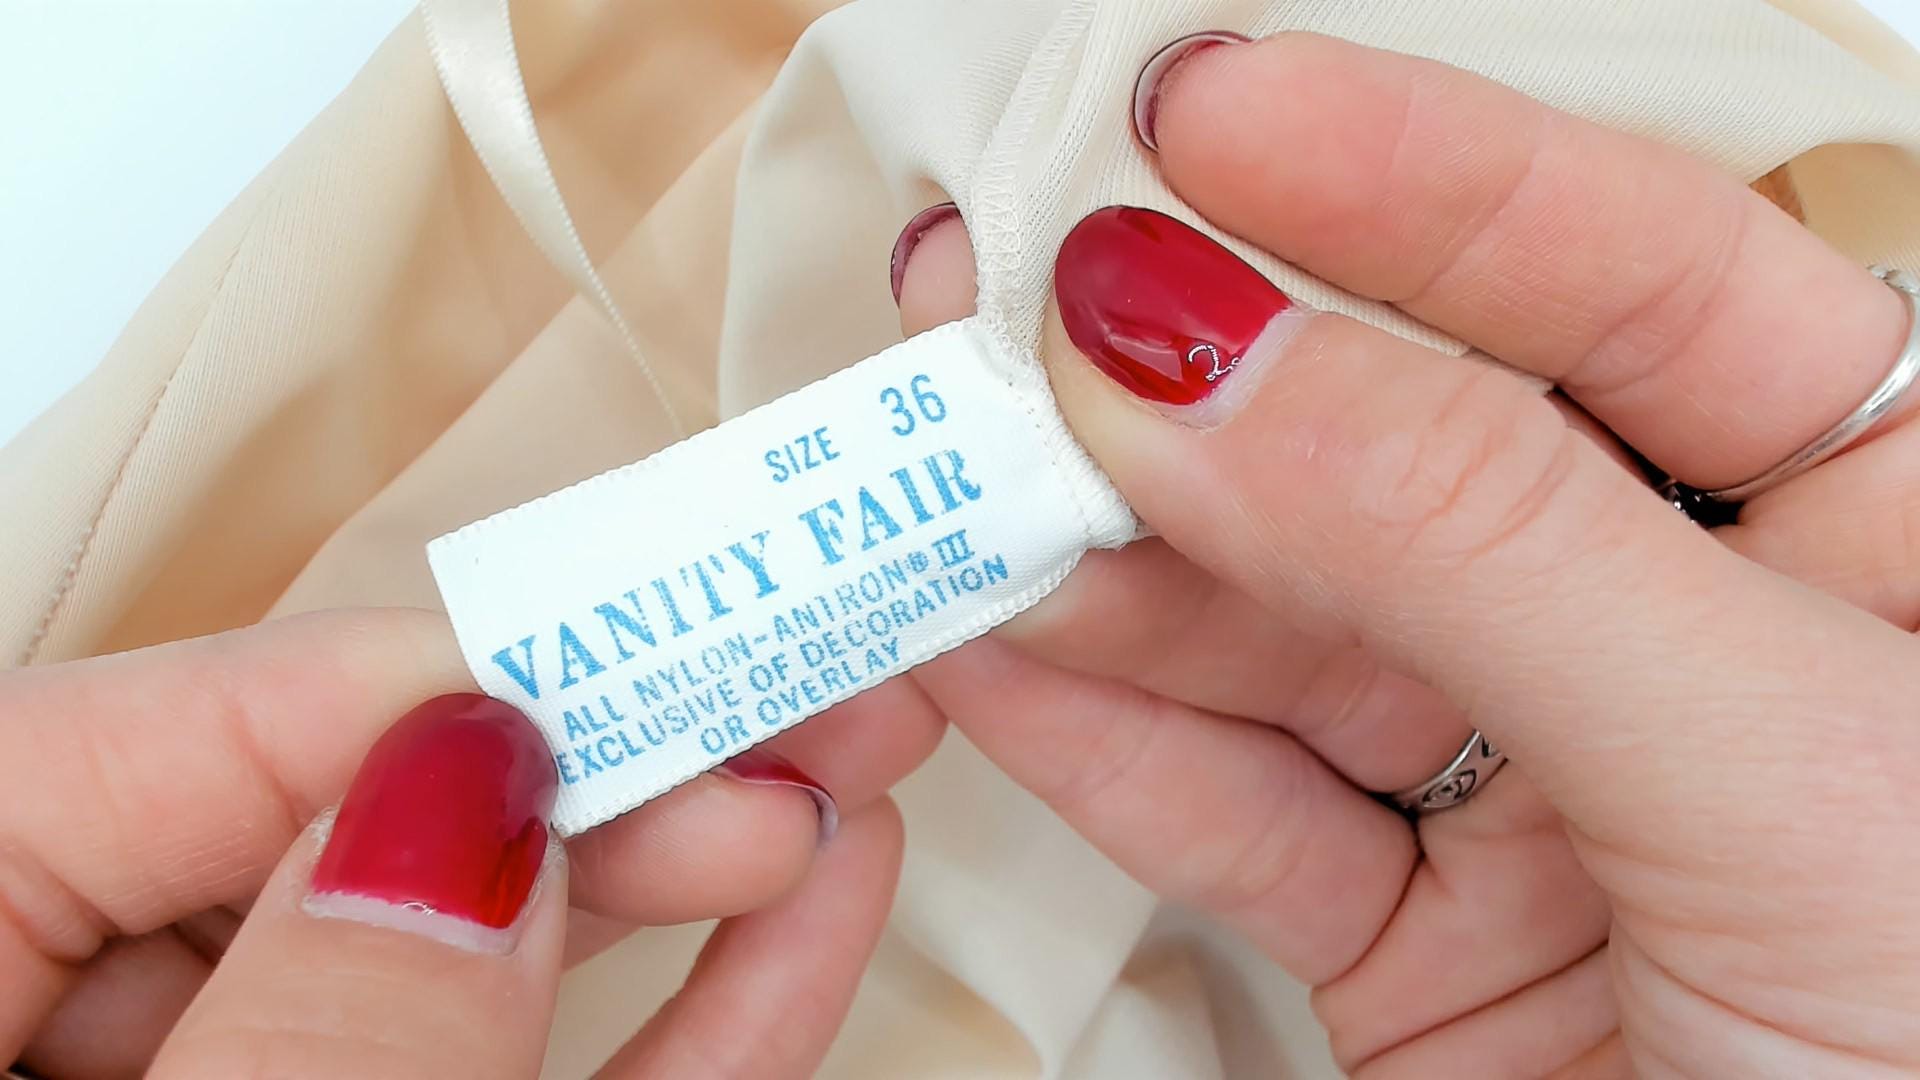 SIZE 36
VANITY FAIR
ALL NYLON-ANTRON® III
EXCLUSIVE OF DECORATION
OR OVERLAY